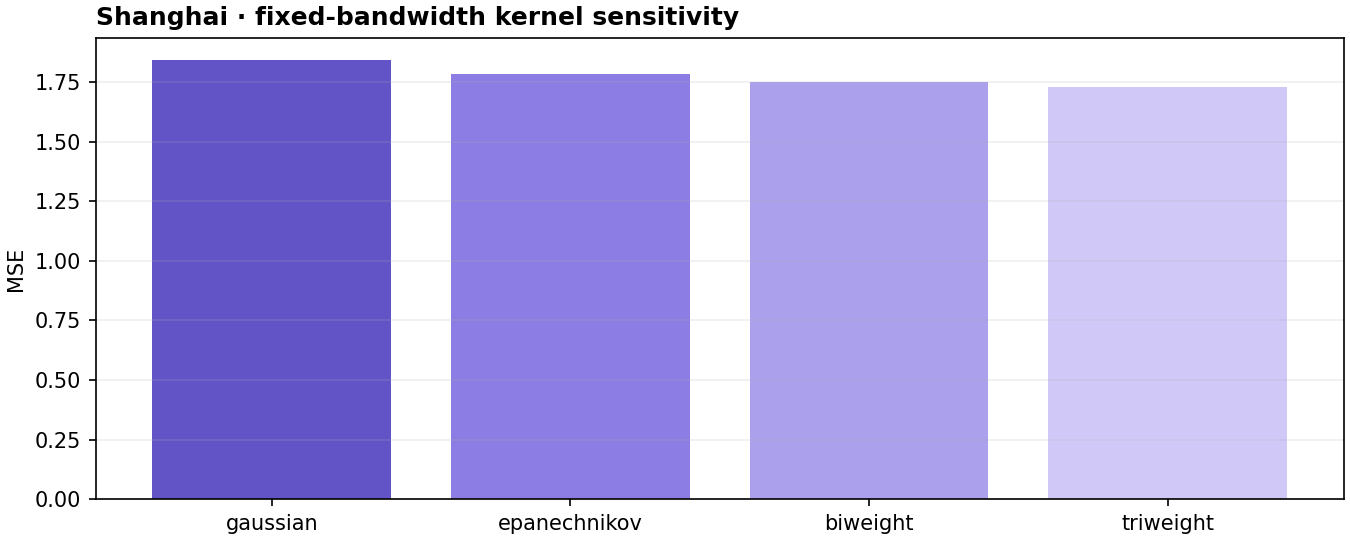 Shanghai · fixed-bandwidth kernel sensitivity
MSE
1.75
1.50
1.25
1.00
0.75
0.50
0.25
0.00
gaussian epanechnikov biweight triweight